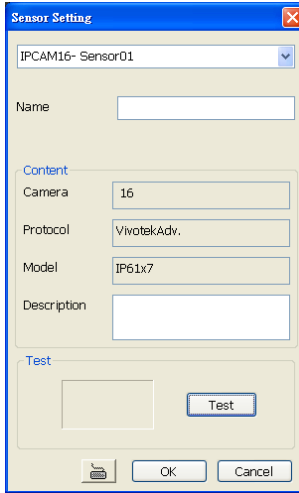 Sensor Setting
IPCAM16- Sensor01
Name
Content
Camera 16
Protocol VivotekAdv.
Model IP61x7
Description
Test
Test
OK Cancel